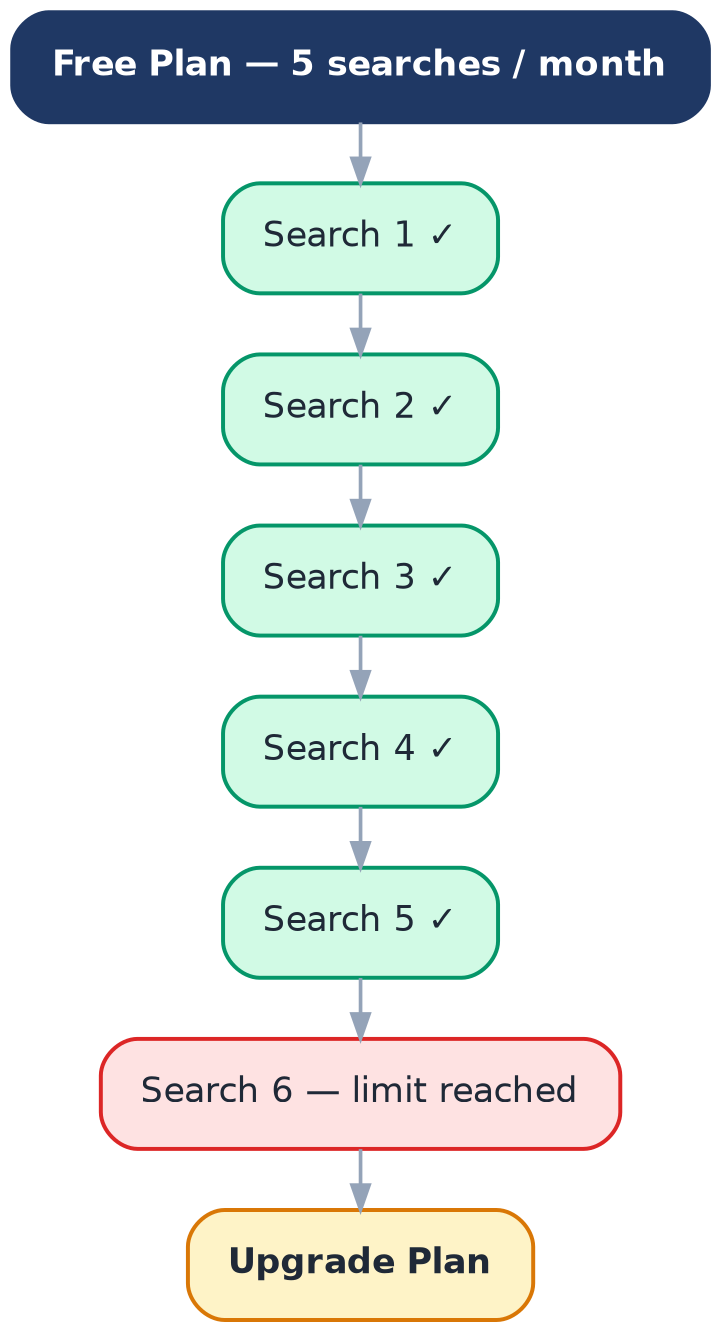 Free Plan — 5 searches / month
Search 1 ✓
Search 2 ✓
Search 3 ✓
Search 4 ✓
Search 5 ✓
Search 6 — limit reached
Upgrade Plan